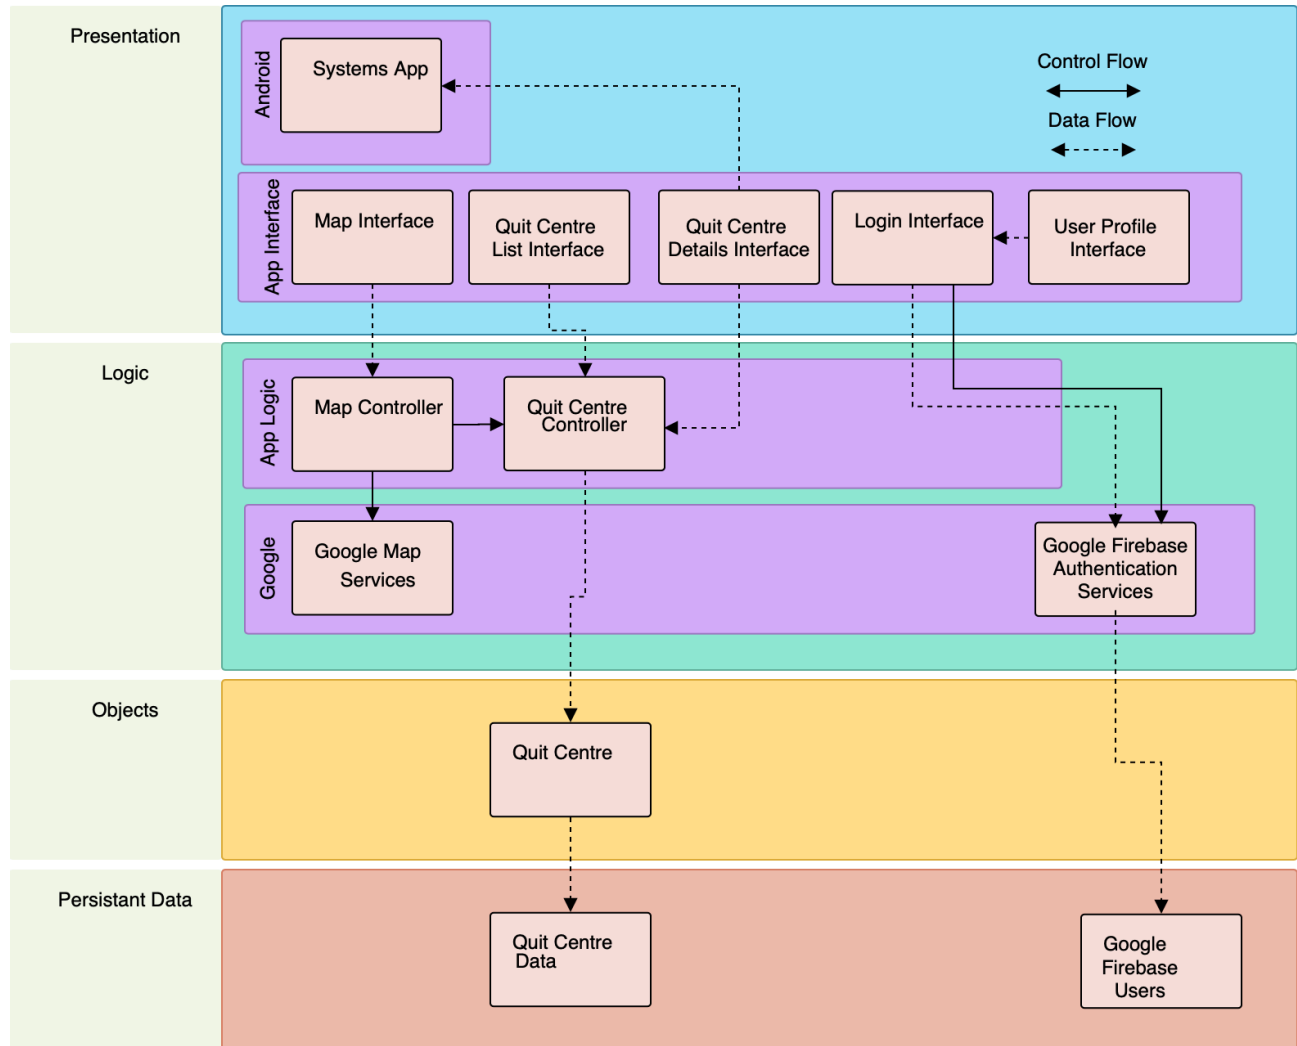 Presentation
Android
Systems App
Control Flow
Data Flow
App Interface
Map Interface
Quit Centre
List Interface
Quit Centre
Details Interface
Login Interface
User Profile
Interface
Logic
App Logic
Map Controller
Quit Centre
Controller
Google
Google Map
Services
Google Firebase
Authentication
Services
Objects
Quit Centre
Persistant Data
Quit Centre
Data
Google
Firebase
Users